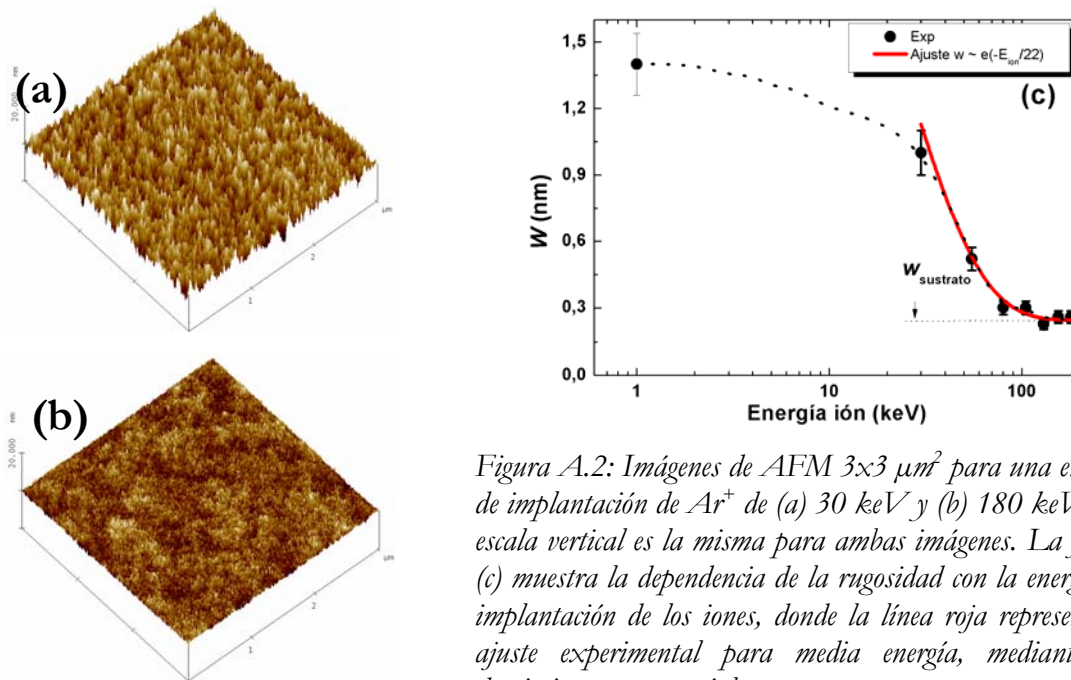 (a)
20,000 nm
1
2
μm
(b)
20,000 nm
1
2
μm
(c)
Exp
Ajuste w ~ e(-E_ion/22)
1,5
1,2
0,9
0,6
0,3
0,0
W (nm)
W_sustrato
1
10
100
Energía ión (keV)
Figura A.2: Imágenes de AFM 3x3 μm² para una e
de implantación de Ar⁺ de (a) 30 keV y (b) 180 keV
escala vertical es la misma para ambas imágenes. La
(c) muestra la dependencia de la rugosidad con la energ
implantación de los iones, donde la línea roja represe
ajuste experimental para media energía, mediant